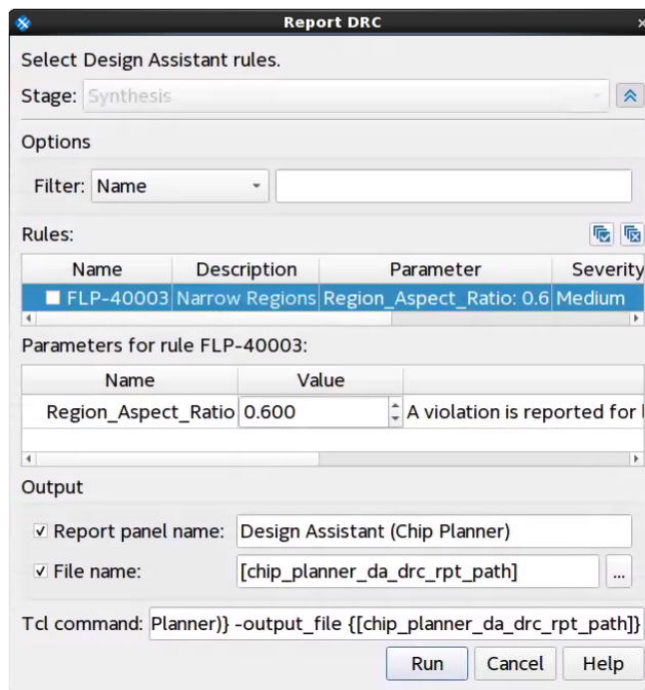 Report DRC
Select Design Assistant rules.
Stage: Synthesis
Options
Filter: Name
Rules:
Name Description Parameter Severity
FLP-40003 Narrow Regions Region_Aspect_Ratio: 0.6 Medium
Parameters for rule FLP-40003:
Name Value
Region_Aspect_Ratio 0.600 A violation is reported for
Output
Report panel name: Design Assistant (Chip Planner)
File name: [chip_planner_da_drc_rpt_path] ...
Tcl command: Planner)} -output_file {[chip_planner_da_drc_rpt_path]}
Run Cancel Help